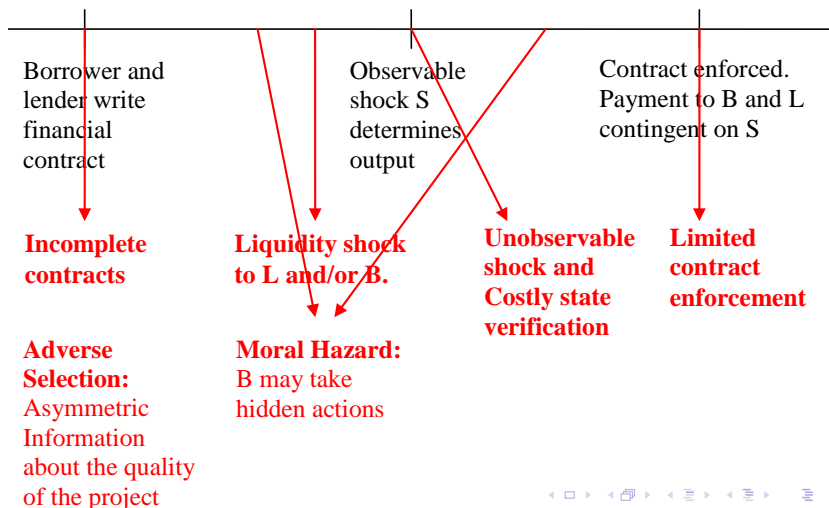 Borrower and
lender write
financial
contract
Observable
shock S
determines
output
Contract enforced.
Payment to B and L
contingent on S
Incomplete
contracts
Liquidity shock
to L and/or B.
Unobservable
shock and
Costly state
verification
Limited
contract
enforcement
Adverse
Selection:
Asymmetric
Information
about the quality
of the project
Moral Hazard:
B may take
hidden actions